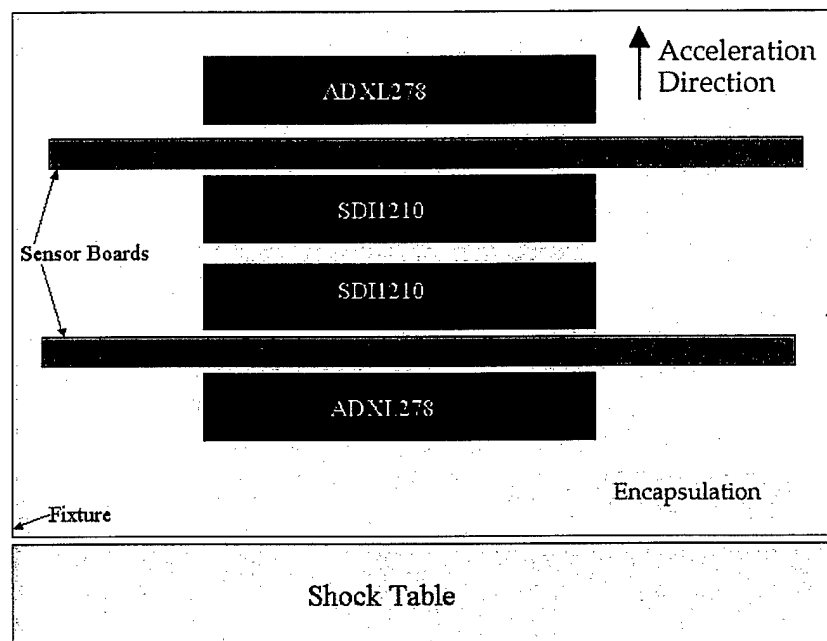 ADXL278
Acceleration
Direction
SDI1210
Sensor Boards
SDI1210
ADXL278
Encapsulation
Fixture
Shock Table